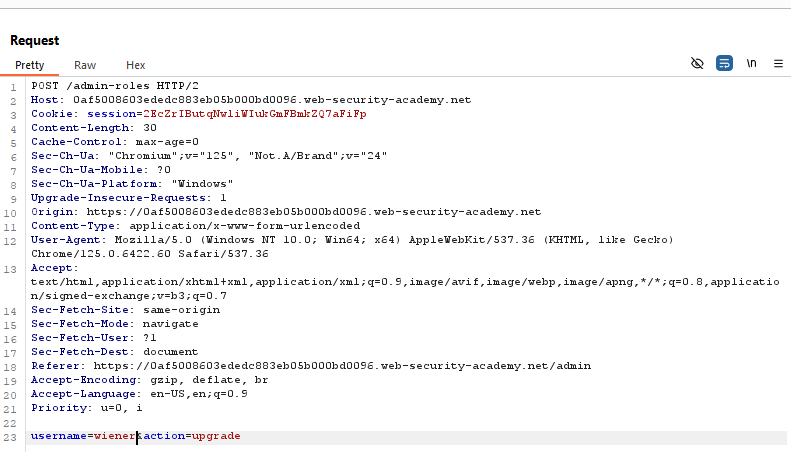 Request
Pretty Raw Hex \n
1 POST /admin-roles HTTP/2
2 Host: 0af5008603ededc883eb05b000bd0096.web-security-academy.net
3 Cookie: session=2EcZrIButqNwliWIukGmFBmkZQ7aFiFp
4 Content-Length: 30
5 Cache-Control: max-age=0
6 Sec-Ch-Ua: "Chromium";v="125", "Not.A/Brand";v="24"
7 Sec-Ch-Ua-Mobile: ?0
8 Sec-Ch-Ua-Platform: "Windows"
9 Upgrade-Insecure-Requests: 1
10 Origin: https://0af5008603ededc883eb05b000bd0096.web-security-academy.net
11 Content-Type: application/x-www-form-urlencoded
12 User-Agent: Mozilla/5.0 (Windows NT 10.0; Win64; x64) AppleWebKit/537.36 (KHTML, like Gecko)
Chrome/125.0.6422.60 Safari/537.36
13 Accept:
text/html,application/xhtml+xml,application/xml;q=0.9,image/avif,image/webp,image/apng,*/*;q=0.8,applicatio
n/signed-exchange;v=b3;q=0.7
14 Sec-Fetch-Site: same-origin
15 Sec-Fetch-Mode: navigate
16 Sec-Fetch-User: ?1
17 Sec-Fetch-Dest: document
18 Referer: https://0af5008603ededc883eb05b000bd0096.web-security-academy.net/admin
19 Accept-Encoding: gzip, deflate, br
20 Accept-Language: en-US,en;q=0.9
21 Priority: u=0, i
22
23 username=wiener&action=upgrade